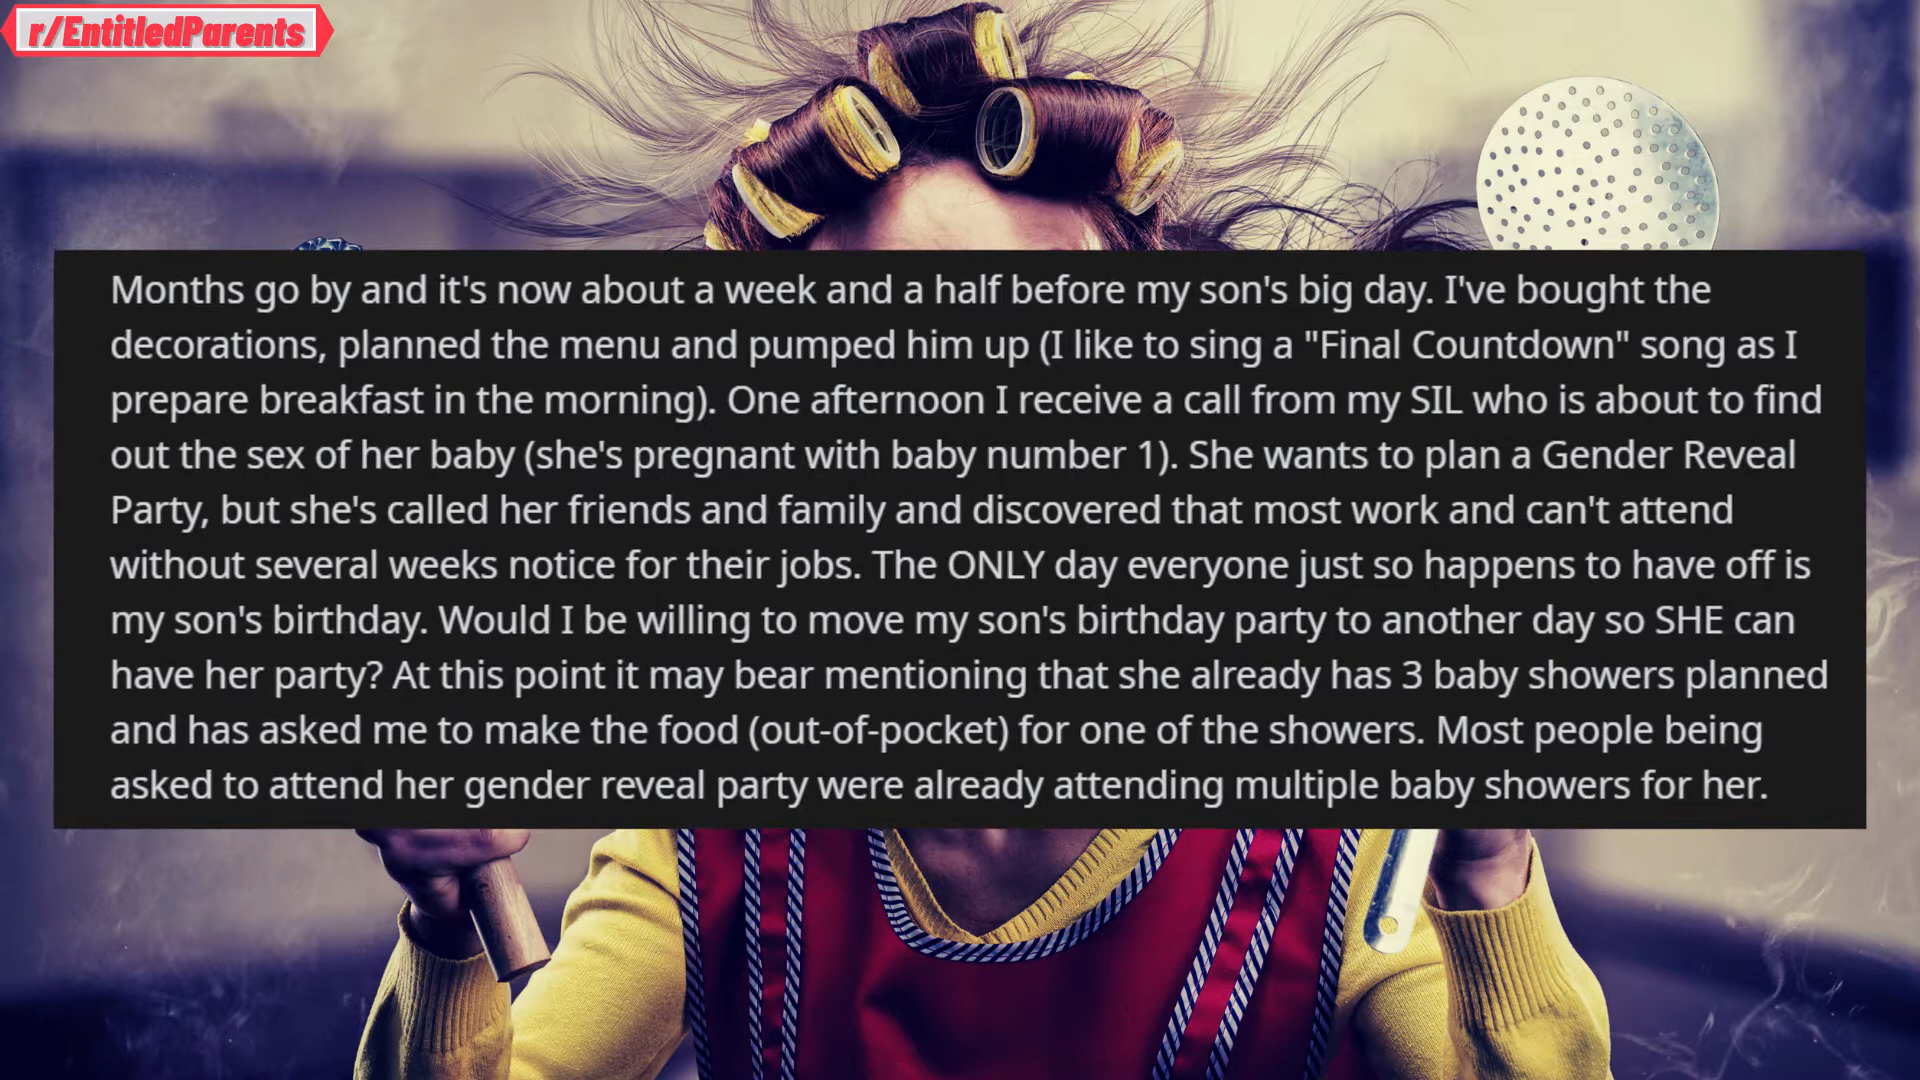 r/EntitledParents
Months go by and it's now about a week and a half before my son's big day. I've bought the
decorations, planned the menu and pumped him up (I like to sing a "Final Countdown" song as I
prepare breakfast in the morning). One afternoon I receive a call from my SIL who is about to find
out the sex of her baby (she's pregnant with baby number 1). She wants to plan a Gender Reveal
Party, but she's called her friends and family and discovered that most work and can't attend
without several weeks notice for their jobs. The ONLY day everyone just so happens to have off is
my son's birthday. Would I be willing to move my son's birthday party to another day so SHE can
have her party? At this point it may bear mentioning that she already has 3 baby showers planned
and has asked me to make the food (out-of-pocket) for one of the showers. Most people being
asked to attend her gender reveal party were already attending multiple baby showers for her.